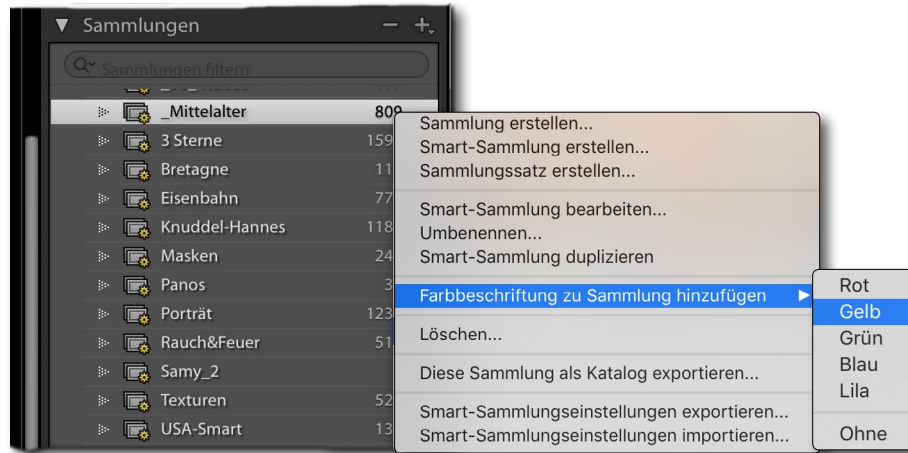 Sammlungen
Sammlungen filtern
_Mittelalter 809
3 Sterne 159
Bretagne 11
Eisenbahn 77
Knuddel-Hannes 118
Masken 24
Panos 3
Porträt 123
Rauch&Feuer 51
Samy_2
Texturen 52
USA-Smart 13
Sammlung erstellen...
Smart-Sammlung erstellen...
Sammlungssatz erstellen...
Smart-Sammlung bearbeiten...
Umbenennen...
Smart-Sammlung duplizieren
Farbbeschriftung zu Sammlung hinzufügen
Löschen...
Diese Sammlung als Katalog exportieren...
Smart-Sammlungseinstellungen exportieren...
Smart-Sammlungseinstellungen importieren...
Rot
Gelb
Grün
Blau
Lila
Ohne